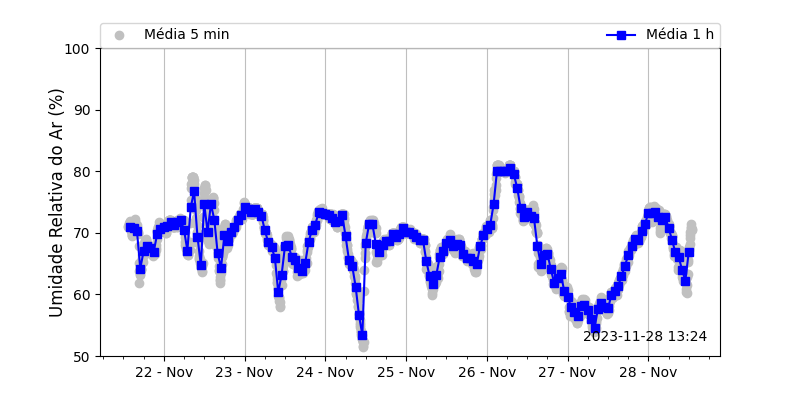 Média 5 min
Média 1 h
Umidade Relativa do Ar (%)
100
90
80
70
60
50
2023-11-28 13:24
22 - Nov
23 - Nov
24 - Nov
25 - Nov
26 - Nov
27 - Nov
28 - Nov